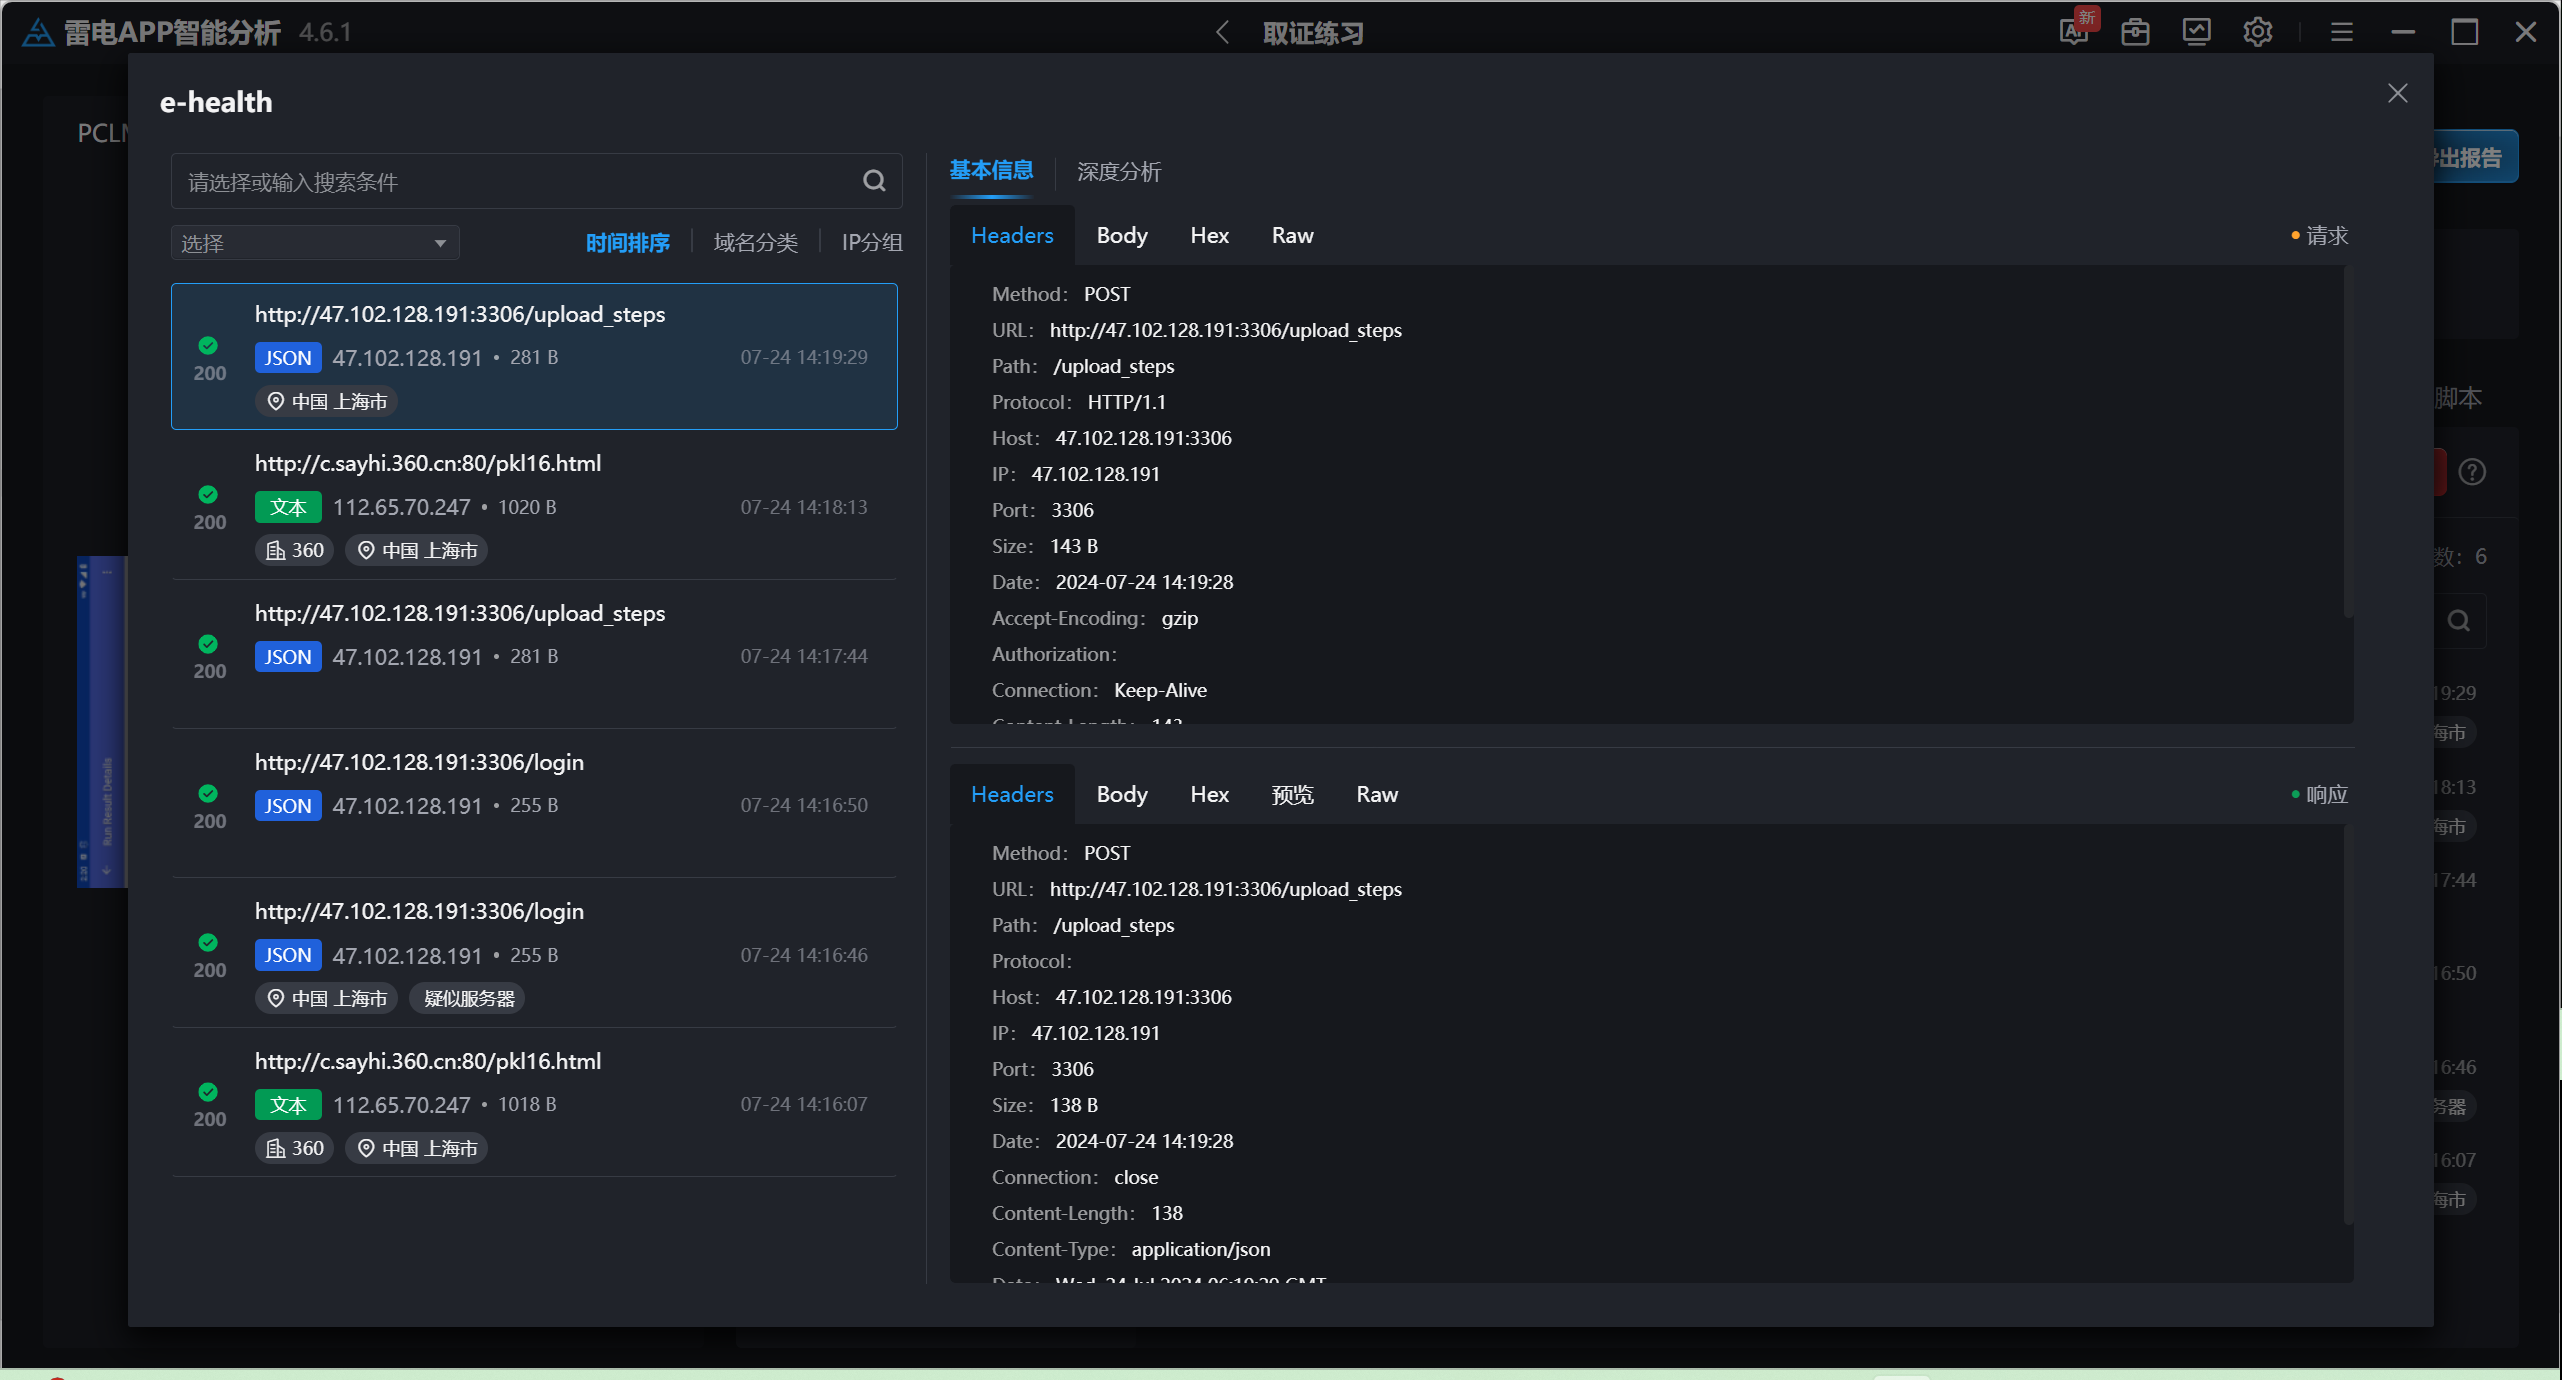 雷电APP智能分析 4.6.1
取证练习
新
e-health
请选择或输入搜索条件
选择
时间排序
域名分类
IP分组
http://47.102.128.191:3306/upload_steps
200
JSON 47.102.128.191 • 281 B 07-24 14:19:29
中国 上海市
http://c.sayhi.360.cn:80/pkl16.html
200
文本 112.65.70.247 • 1020 B 07-24 14:18:13
360 中国 上海市
http://47.102.128.191:3306/upload_steps
200
JSON 47.102.128.191 • 281 B 07-24 14:17:44
http://47.102.128.191:3306/login
200
JSON 47.102.128.191 • 255 B 07-24 14:16:50
http://47.102.128.191:3306/login
200
JSON 47.102.128.191 • 255 B 07-24 14:16:46
中国 上海市 疑似服务器
http://c.sayhi.360.cn:80/pkl16.html
200
文本 112.65.70.247 • 1018 B 07-24 14:16:07
360 中国 上海市
基本信息
深度分析
Headers Body Hex Raw
请求
Method: POST
URL: http://47.102.128.191:3306/upload_steps
Path: /upload_steps
Protocol: HTTP/1.1
Host: 47.102.128.191:3306
IP: 47.102.128.191
Port: 3306
Size: 143 B
Date: 2024-07-24 14:19:28
Accept-Encoding: gzip
Authorization:
Connection: Keep-Alive
Content-Length: 143
Headers Body Hex 预览 Raw
响应
Method: POST
URL: http://47.102.128.191:3306/upload_steps
Path: /upload_steps
Protocol:
Host: 47.102.128.191:3306
IP: 47.102.128.191
Port: 3306
Size: 138 B
Date: 2024-07-24 14:19:28
Connection: close
Content-Length: 138
Content-Type: application/json
Run Result Details
出报告
脚本
数: 6
19:29
海市
18:13
海市
17:44
16:50
16:46
务器
16:07
海市